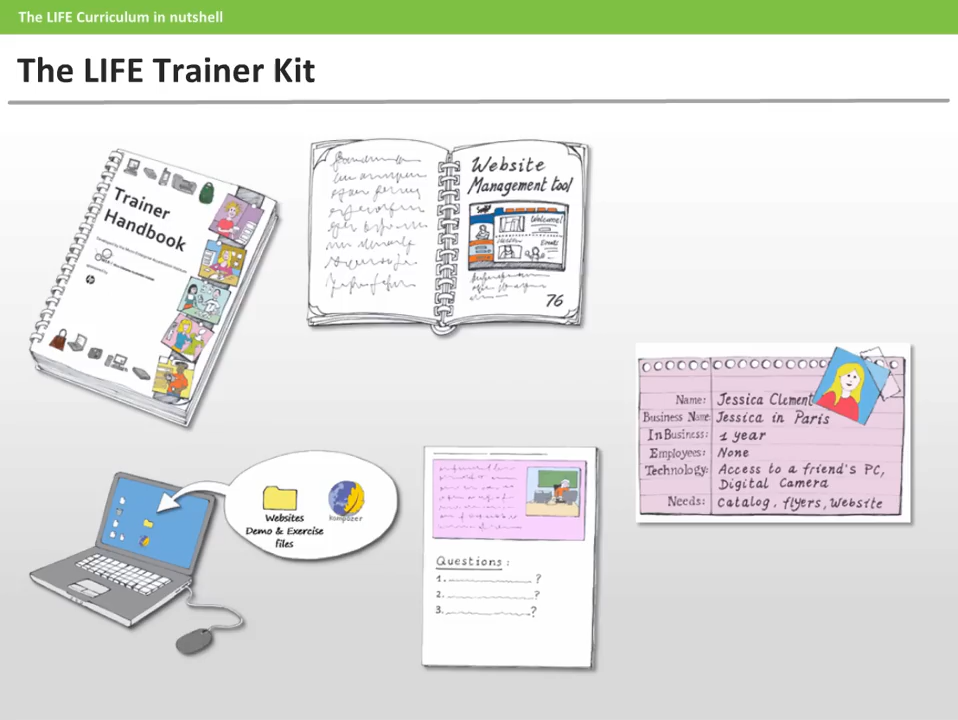 The LIFE Curriculum in nutshell
The LIFE Trainer Kit
Trainer
Handbook
hp
Website
Management tool
Welcome!
76
Name: Jessica Clement
Business Name: Jessica in Paris
In Business: 1 year
Employees: None
Technology: Access to a friend's PC,
Digital Camera
Needs: Catalog, flyers, Website
Websites
Demo & Exercise
files
kompozer
Questions:
1. ?
2. ?
3. ?